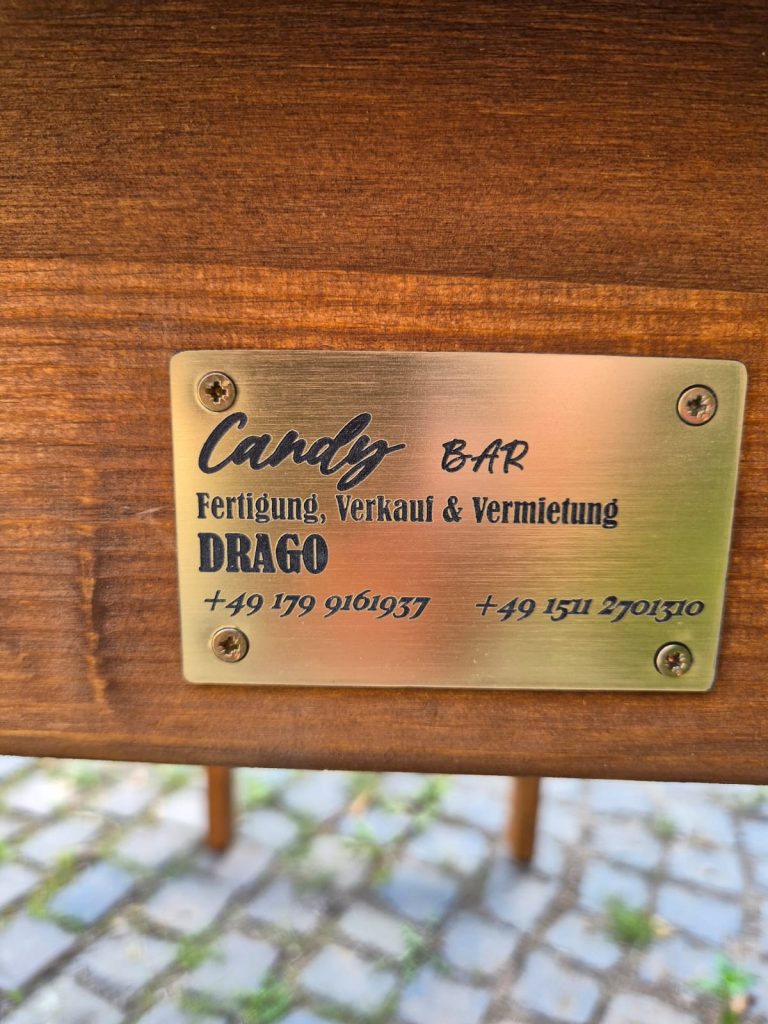 Candy BAR
Fertigung, Verkauf & Vermietung
DRAGO
+49 179 9161937 +49 1511 2701310